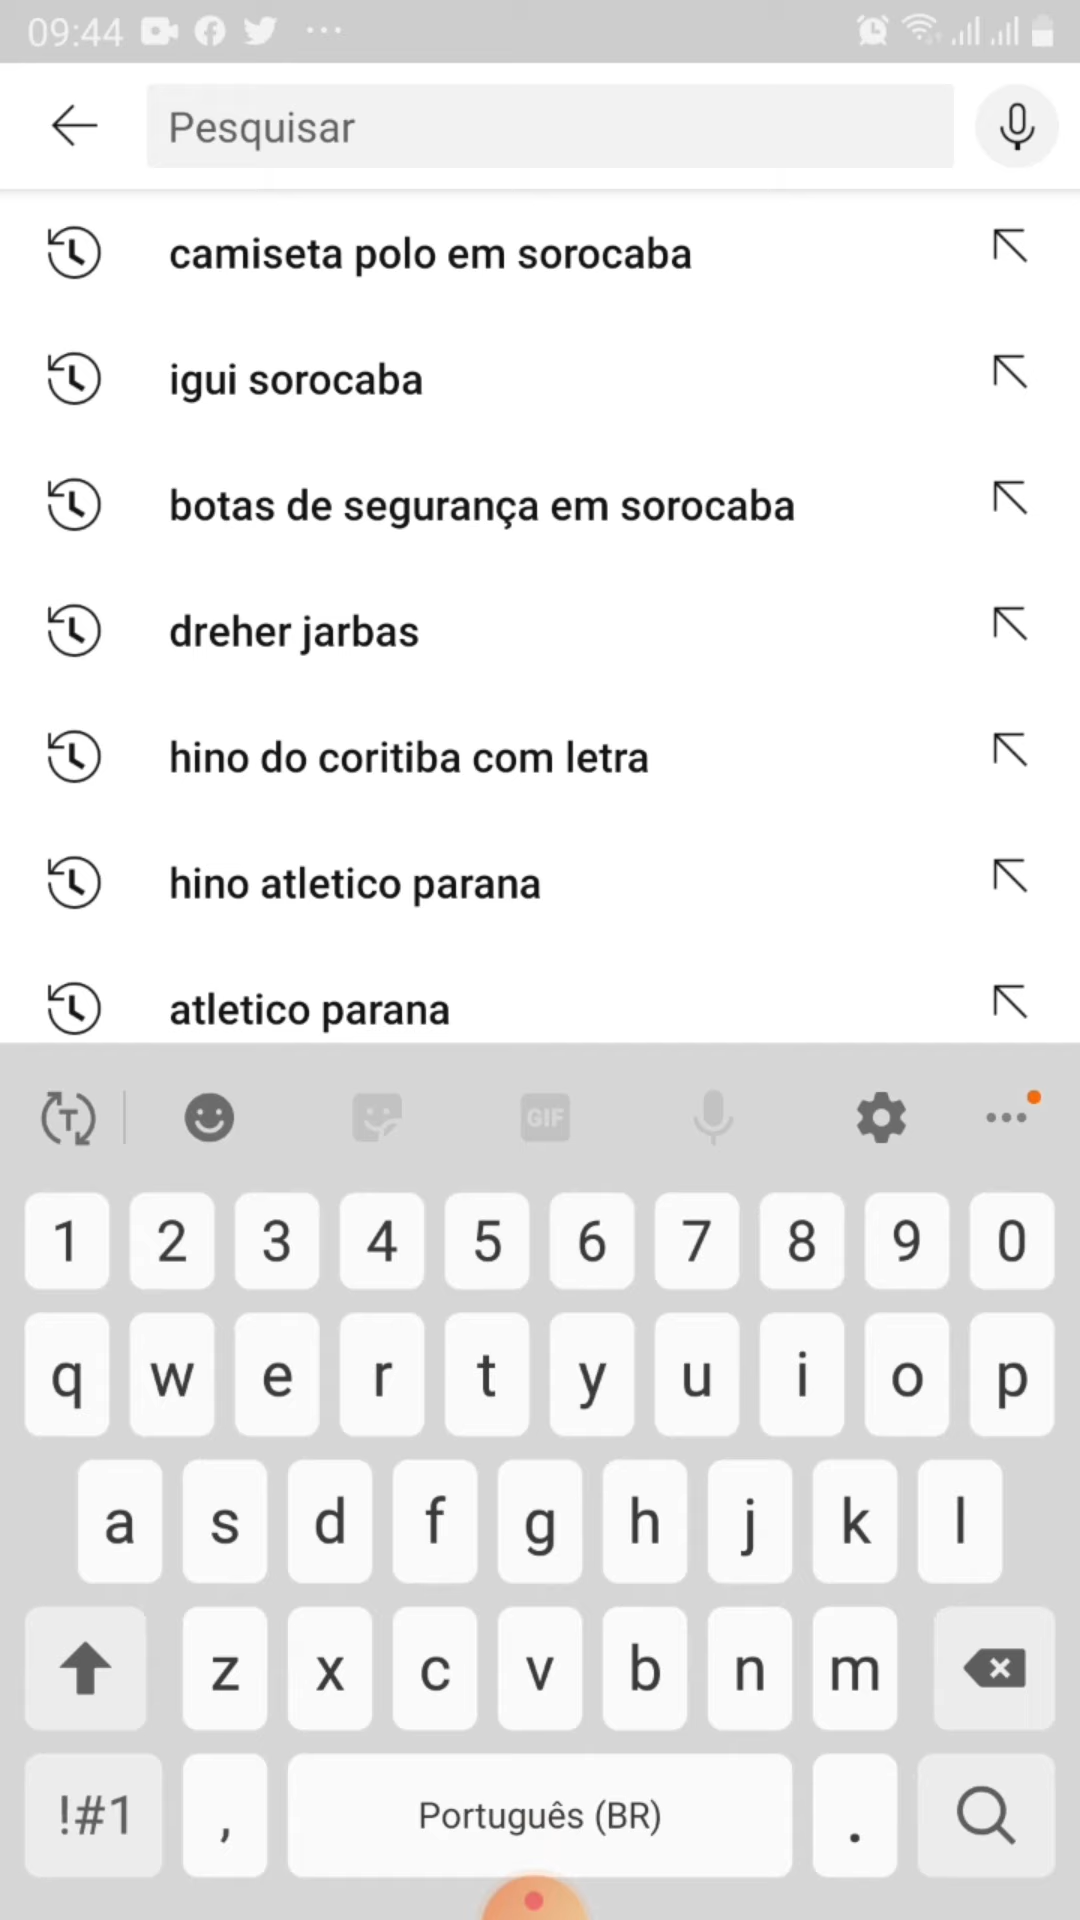 09:44
Pesquisar
camiseta polo em sorocaba
igui sorocaba
botas de segurança em sorocaba
dreher jarbas
hino do coritiba com letra
hino atletico parana
atletico parana
T GIF
1 2 3 4 5 6 7 8 9 0
q w e r t y u i o p
a s d f g h j k l
z x c v b n m
!#1 , Português (BR) .